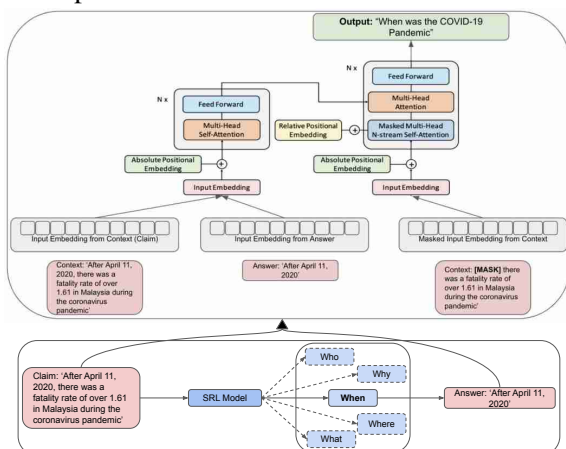 Output: "When was the COVID-19
Pandemic"
N x
Feed Forward
Multi-Head
Attention
Masked Multi-Head
N-stream Self-Attention
Relative Positional
Embedding
Absolute Positional
Embedding
Input Embedding
N x
Feed Forward
Multi-Head
Self-Attention
Absolute Positional
Embedding
Input Embedding
Input Embedding from Context (Claim)
Input Embedding from Answer
Masked Input Embedding from Context
Context: 'After April 11,
2020, there was a
fatality rate of over
1.61 in Malaysia during
the coronavirus
pandemic'
Answer: 'After April 11,
2020'
Context: [MASK] there
was a fatality rate of
over 1.61 in Malaysia
during the coronavirus
pandemic'
Claim: 'After April 11,
2020, there was a
fatality rate of over 1.61
in Malaysia during the
coronavirus pandemic'
SRL Model
Who
Why
When
Where
What
Answer: 'After April 11,
2020'